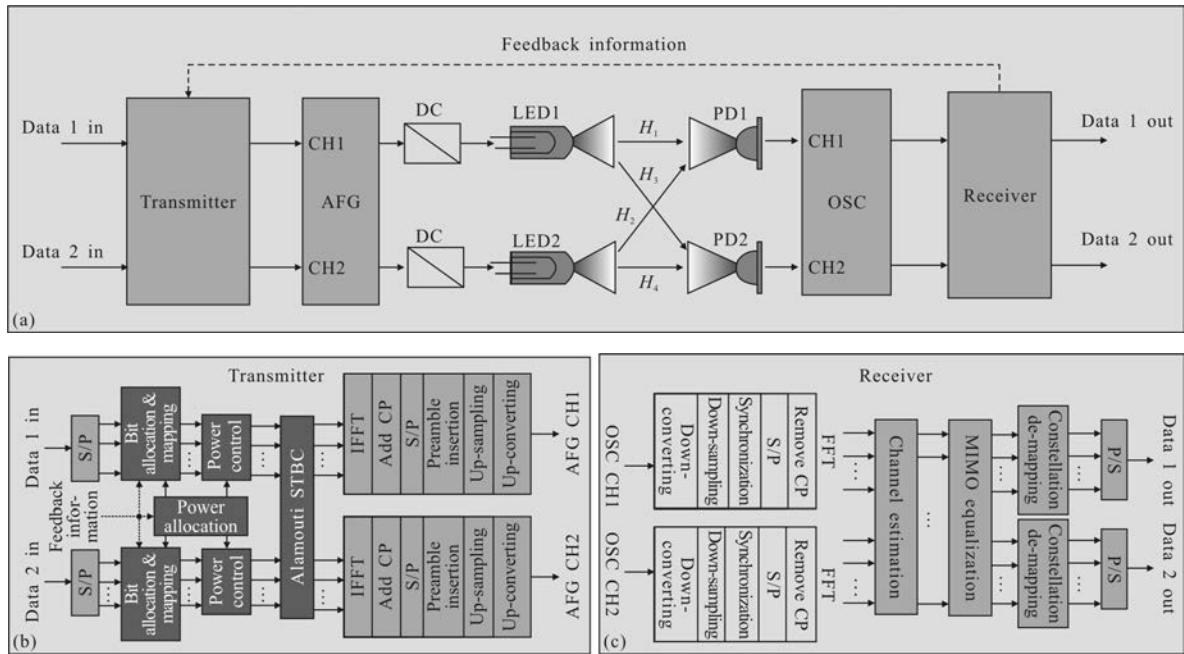 Feedback information
Data 1 in
Data 2 in
Transmitter
CH1
AFG
CH2
DC
DC
LED1
LED2
H1
H3
H2
H4
PD1
PD2
CH1
OSC
CH2
Receiver
Data 1 out
Data 2 out
(a)
Transmitter
Data 1 in
S/P
Bit
allocation &
mapping
Power
control
Feedback
infor-
mation
Power
allocation
Data 2 in
S/P
Bit
allocation &
mapping
Power
control
Alamouti STBC
IFFT
Add CP
S/P
Preamble
insertion
Up-sampling
Up-converting
AFG CH1
IFFT
Add CP
S/P
Preamble
insertion
Up-sampling
Up-converting
AFG CH2
(b)
Receiver
OSC CH1
Down-
converting
Down-sampling
Synchronization
S/P
Remove CP
FFT
OSC CH2
Down-
converting
Down-sampling
Synchronization
S/P
Remove CP
FFT
Channel estimation
MIMO equalization
Constellation
de-mapping
P/S
Data 1
out
Constellation
de-mapping
P/S
Data 2
out
(c)